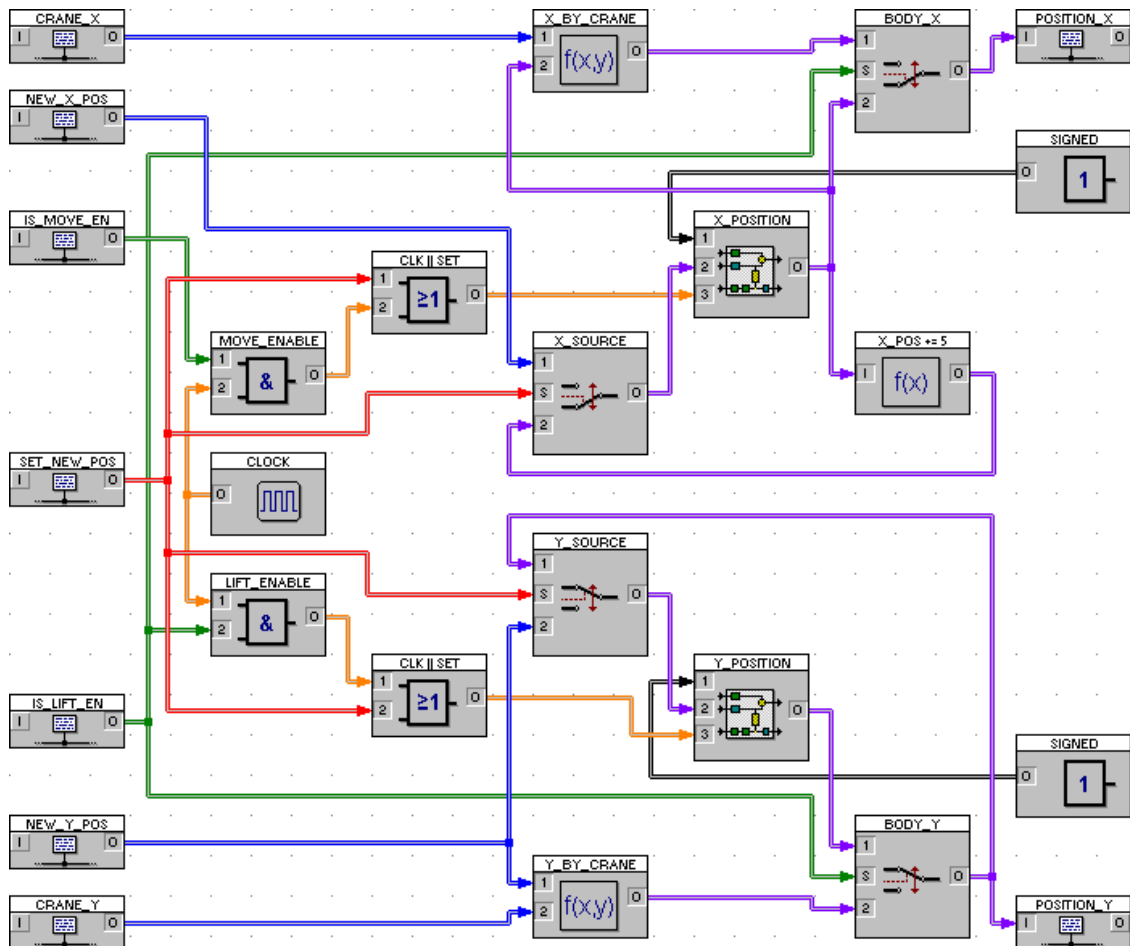 CRANE_X
I O
X_BY_CRANE
1 O
f(x,y)
2
BODY_X
1
S O
2
POSITION_X
I O
NEW_X_POS
I O
SIGNED
O 1
IS_MOVE_EN
I O
X_POSITION
1
2 O
3
CLK || SET
1 O
≥1
2
MOVE_ENABLE
1 O
&
2
X_SOURCE
1
S O
2
X_POS += 5
I f(x) O
SET_NEW_POS
I O
CLOCK
O
Y_SOURCE
1
S O
2
LIFT_ENABLE
1 O
&
2
CLK || SET
1 O
≥1
2
Y_POSITION
1
2 O
3
IS_LIFT_EN
I O
SIGNED
O 1
NEW_Y_POS
I O
BODY_Y
1
S O
2
Y_BY_CRANE
1 O
f(x,y)
2
CRANE_Y
I O
POSITION_Y
I O